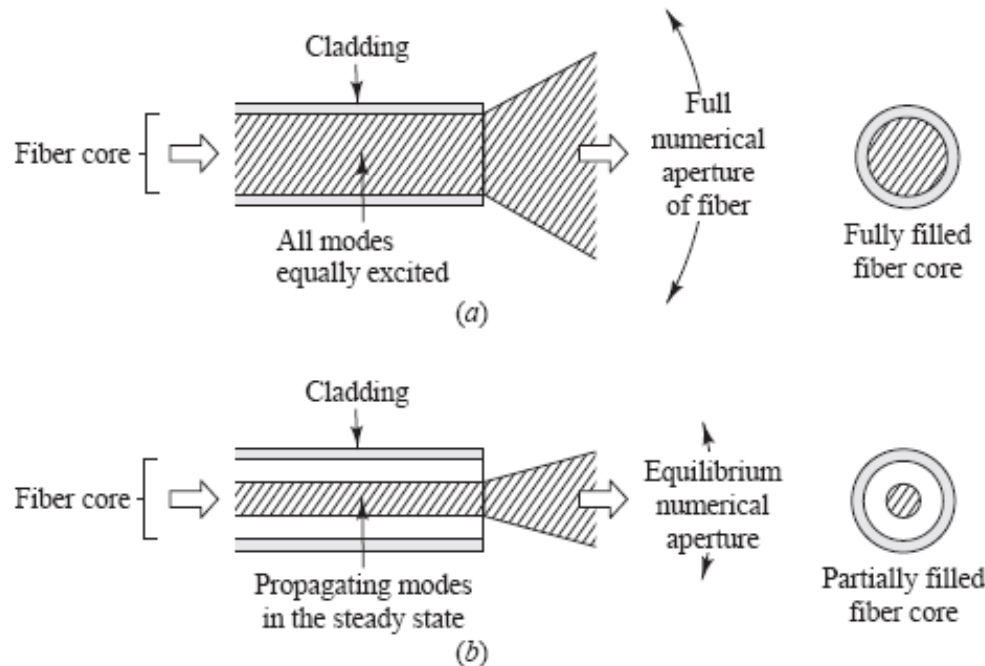 Cladding
Fiber core
All modes
equally excited
Full
numerical
aperture
of fiber
Fully filled
fiber core
(a)
Cladding
Fiber core
Propagating modes
in the steady state
Equilibrium
numerical
aperture
Partially filled
fiber core
(b)